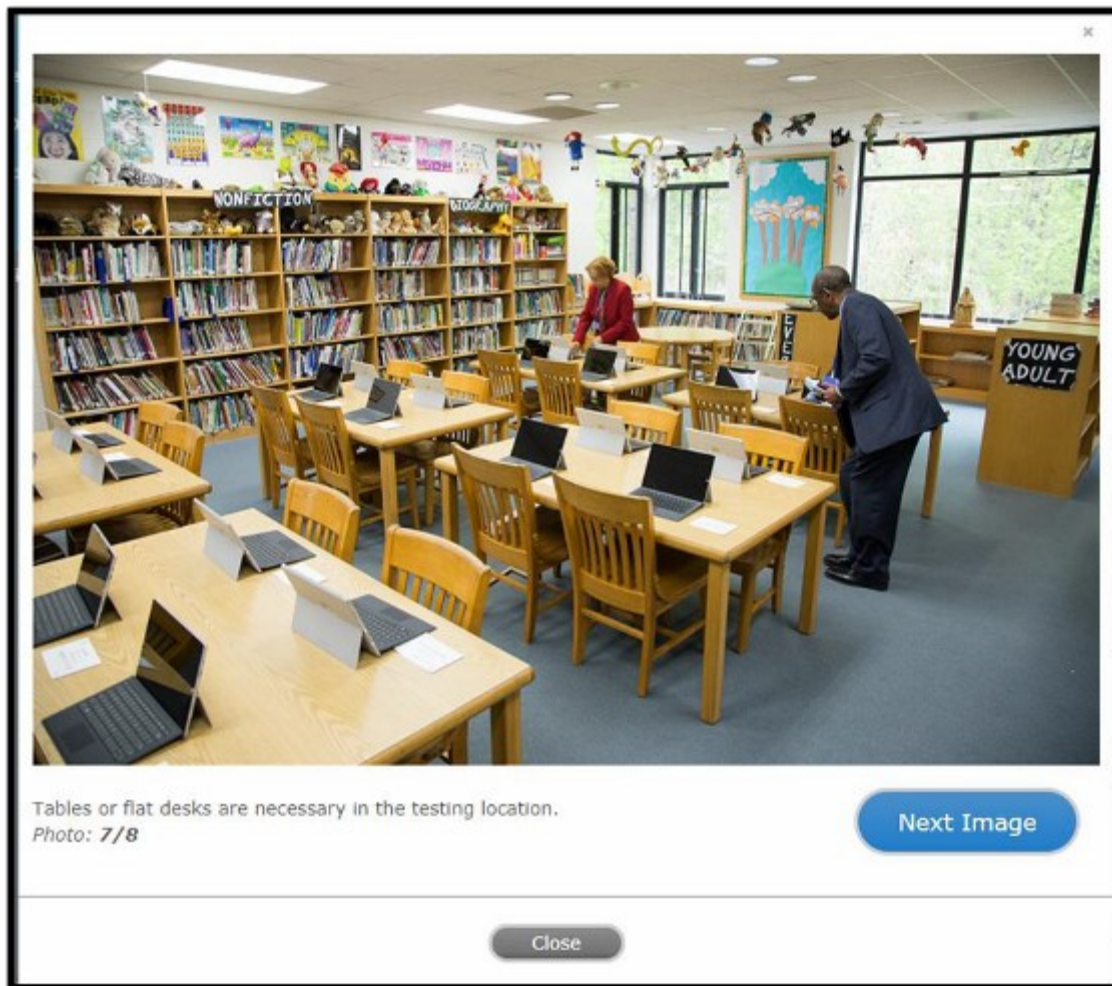 ×
NONFICTION
BIOGRAPHY
YOUNG
ADULT
Tables or flat desks are necessary in the testing location.
Photo: 7/8
Next Image
Close